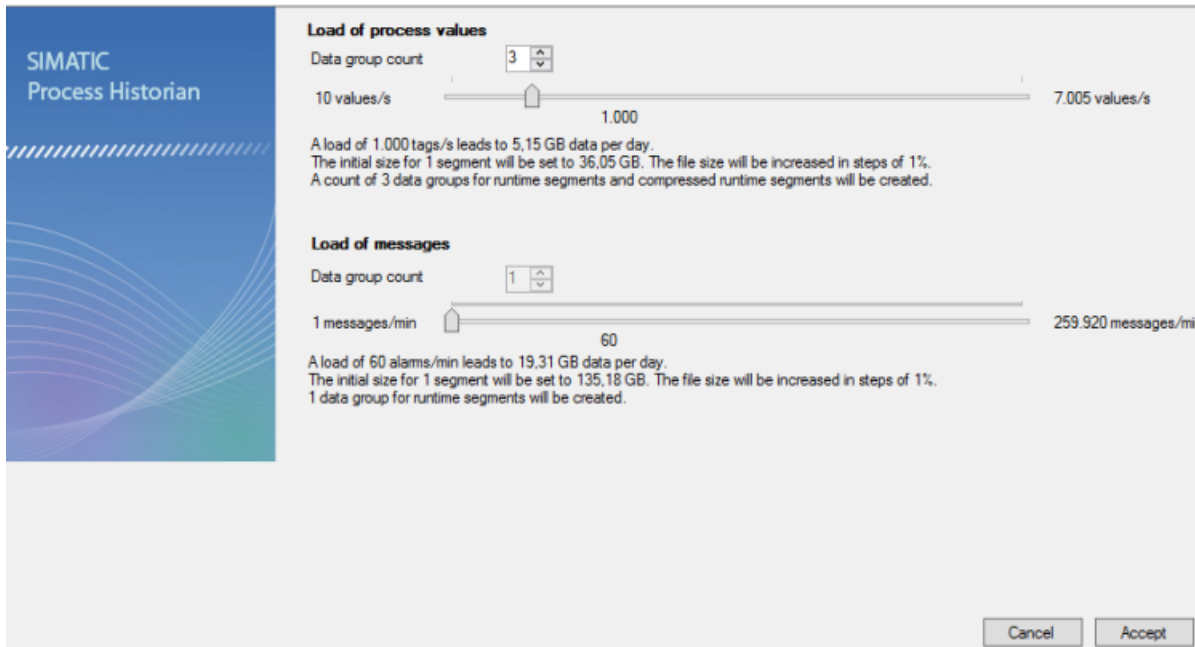 SIMATIC
Process Historian
Load of process values
Data group count 3
10 values/s 7.005 values/s
1.000
A load of 1.000 tags/s leads to 5,15 GB data per day.
The initial size for 1 segment will be set to 36,05 GB. The file size will be increased in steps of 1%.
A count of 3 data groups for runtime segments and compressed runtime segments will be created.
Load of messages
Data group count 1
1 messages/min 259.920 messages/mi
60
A load of 60 alarms/min leads to 19,31 GB data per day.
The initial size for 1 segment will be set to 135,18 GB. The file size will be increased in steps of 1%.
1 data group for runtime segments will be created.
Cancel Accept